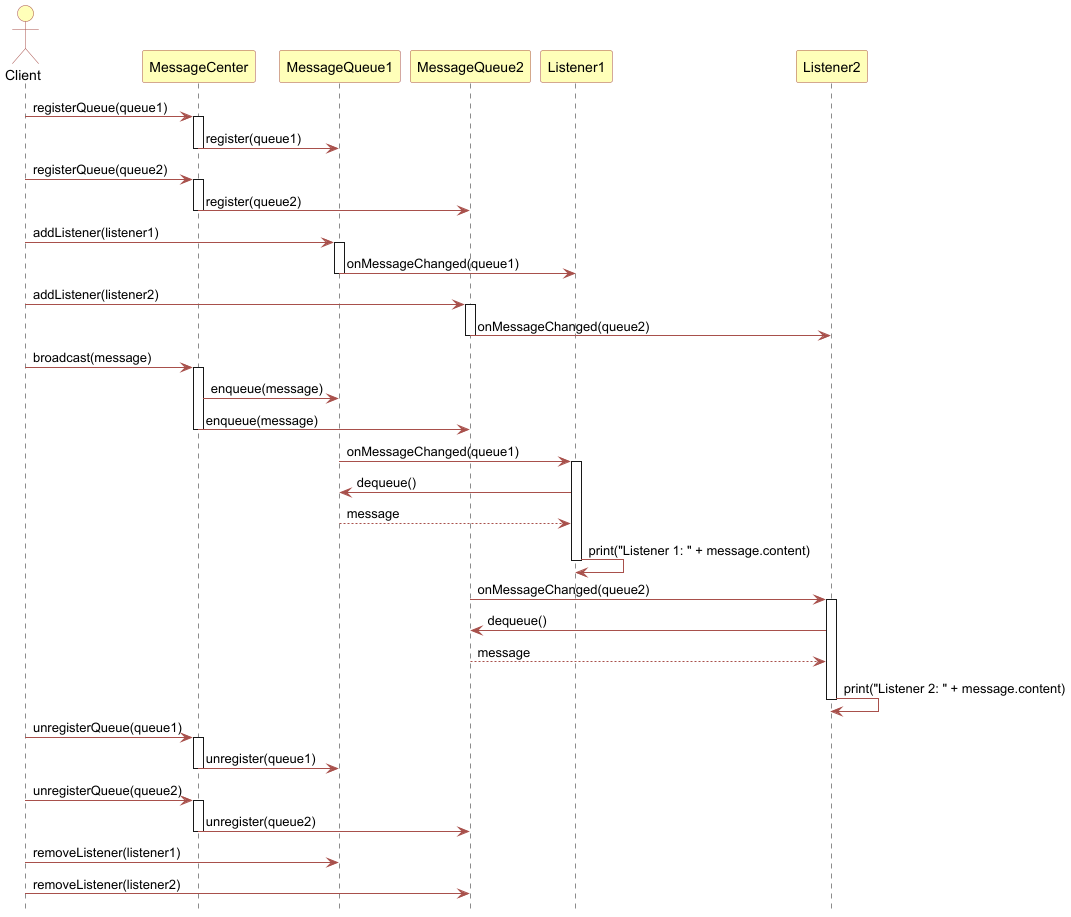 Client
MessageCenter
MessageQueue1
MessageQueue2
Listener1
Listener2
registerQueue(queue1)
register(queue1)
registerQueue(queue2)
register(queue2)
addListener(listener1)
onMessageChanged(queue1)
addListener(listener2)
onMessageChanged(queue2)
broadcast(message)
enqueue(message)
enqueue(message)
onMessageChanged(queue1)
dequeue()
message
print("Listener 1: " + message.content)
onMessageChanged(queue2)
dequeue()
message
print("Listener 2: " + message.content)
unregisterQueue(queue1)
unregister(queue1)
unregisterQueue(queue2)
unregister(queue2)
removeListener(listener1)
removeListener(listener2)